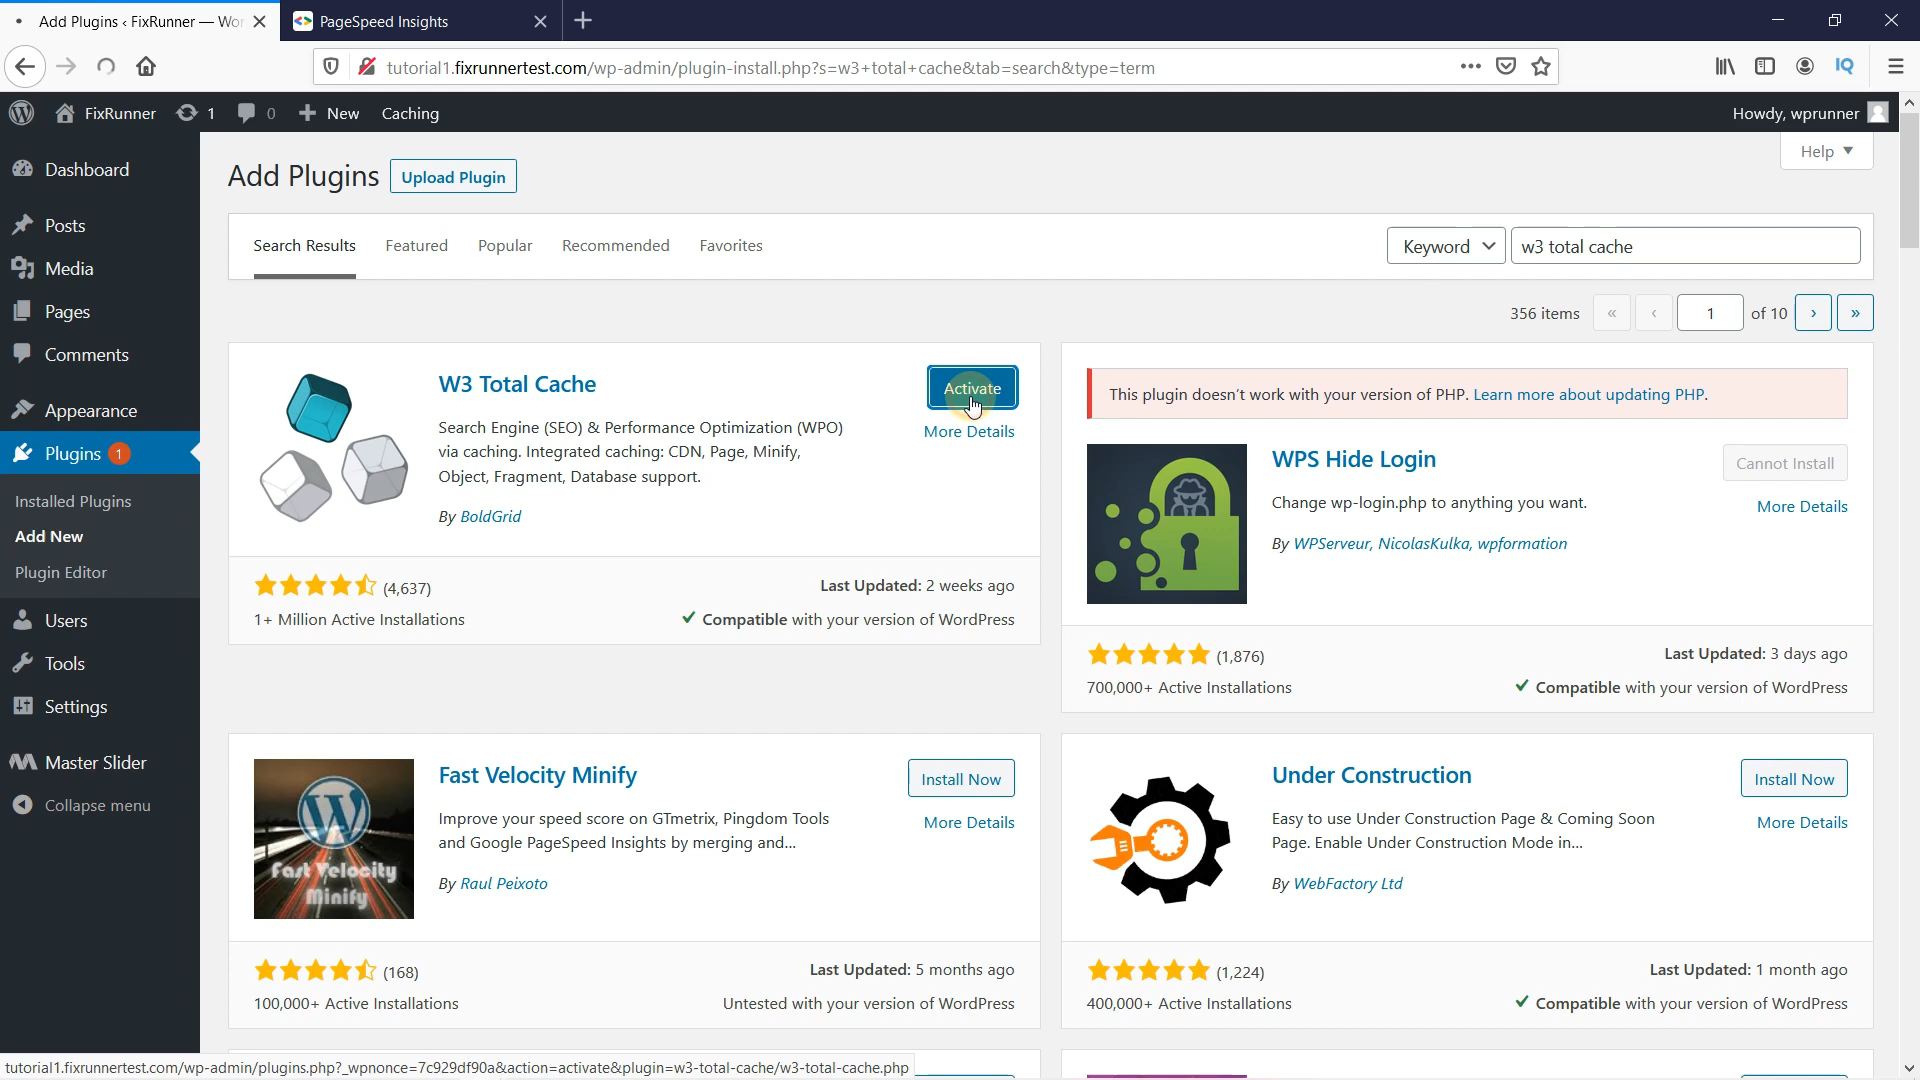 Add Plugins ‹ FixRunner — Wor
PageSpeed Insights
tutorial1.fixrunnertest.com/wp-admin/plugin-install.php?s=w3+total+cache&tab=search&type=term
IQ
FixRunner
1
0
New
Caching
Howdy, wprunner
Dashboard
Posts
Media
Pages
Comments
Appearance
Plugins 1
Installed Plugins
Add New
Plugin Editor
Users
Tools
Settings
Master Slider
Collapse menu
Help
Add Plugins
Upload Plugin
Search Results
Featured
Popular
Recommended
Favorites
Keyword
w3 total cache
356 items « ‹ 1 of 10 › »
W3 Total Cache
Activate
More Details
Search Engine (SEO) & Performance Optimization (WPO)
via caching. Integrated caching: CDN, Page, Minify,
Object, Fragment, Database support.
By BoldGrid
(4,637)
Last Updated: 2 weeks ago
1+ Million Active Installations
Compatible with your version of WordPress
This plugin doesn't work with your version of PHP. Learn more about updating PHP.
WPS Hide Login
Cannot Install
More Details
Change wp-login.php to anything you want.
By WPServeur, NicolasKulka, wpformation
(1,876)
Last Updated: 3 days ago
700,000+ Active Installations
Compatible with your version of WordPress
Fast Velocity
Minify
Fast Velocity Minify
Install Now
More Details
Improve your speed score on GTmetrix, Pingdom Tools
and Google PageSpeed Insights by merging and...
By Raul Peixoto
(168)
Last Updated: 5 months ago
100,000+ Active Installations
Untested with your version of WordPress
Under Construction
Install Now
More Details
Easy to use Under Construction Page & Coming Soon
Page. Enable Under Construction Mode in...
By WebFactory Ltd
(1,224)
Last Updated: 1 month ago
400,000+ Active Installations
Compatible with your version of WordPress
tutorial1.fixrunnertest.com/wp-admin/plugins.php?_wpnonce=7c929df90a&action=activate&plugin=w3-total-cache/w3-total-cache.php